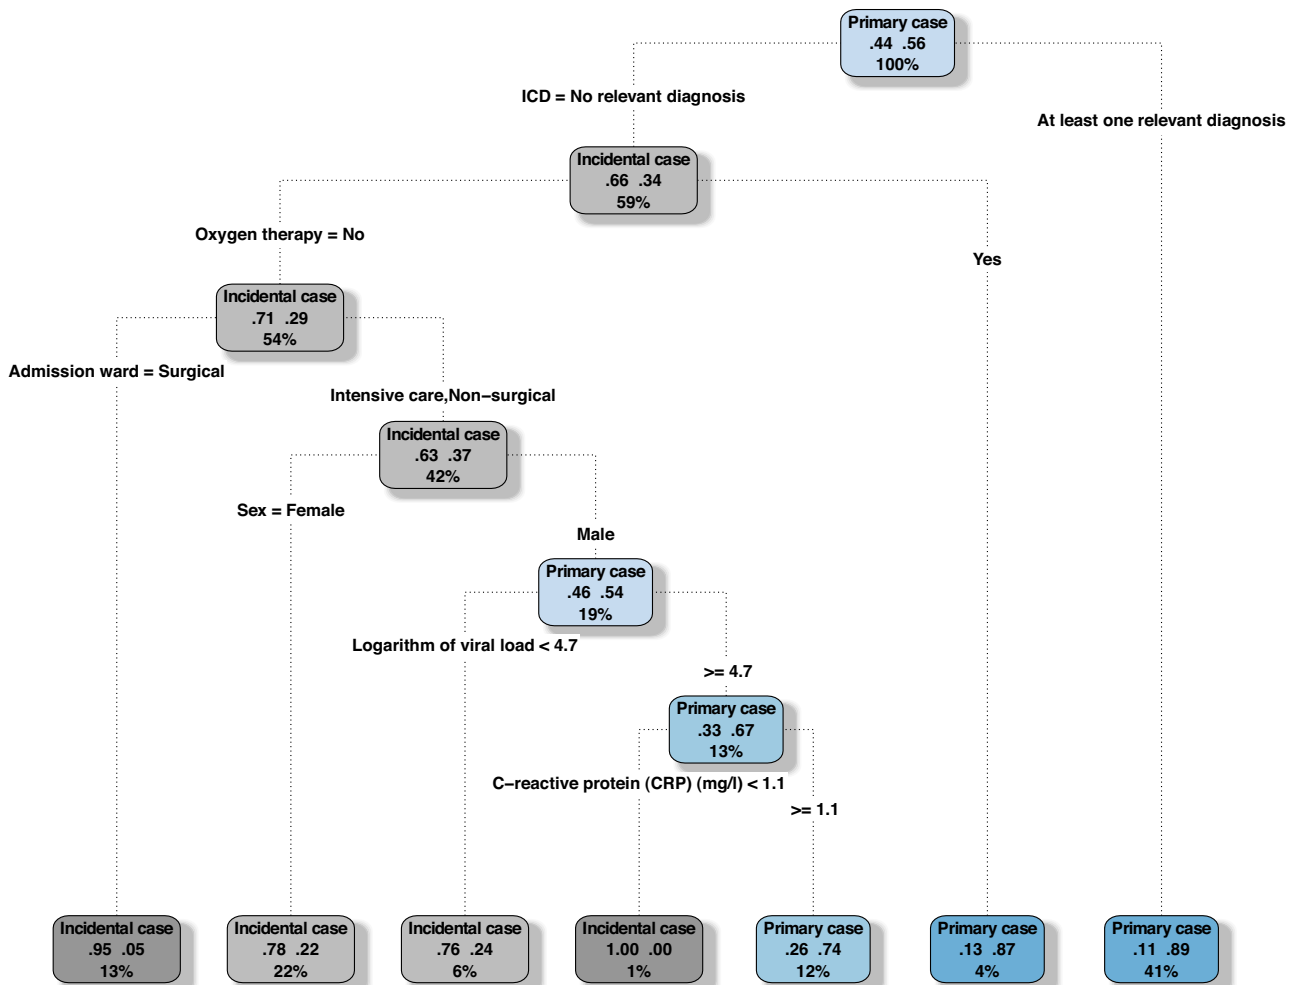 Primary case
.44 .56
100%
ICD = No relevant diagnosis
At least one relevant diagnosis
Incidental case
.66 .34
59%
Oxygen therapy = No
Yes
Incidental case
.71 .29
54%
Admission ward = Surgical
Intensive care,Non−surgical
Incidental case
.63 .37
42%
Sex = Female
Male
Primary case
.46 .54
19%
Logarithm of viral load < 4.7
>= 4.7
Primary case
.33 .67
13%
C−reactive protein (CRP) (mg/l) < 1.1
>= 1.1
Incidental case
.95 .05
13%
Incidental case
.78 .22
22%
Incidental case
.76 .24
6%
Incidental case
1.00 .00
1%
Primary case
.26 .74
12%
Primary case
.13 .87
4%
Primary case
.11 .89
41%